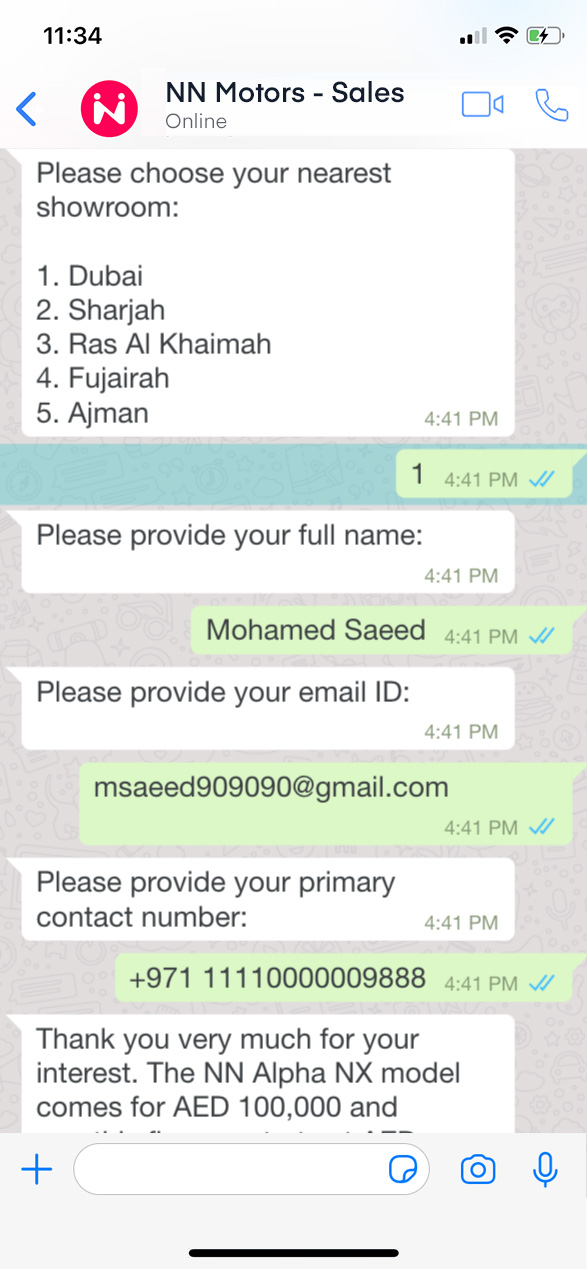 11:34
NN Motors - Sales
Online
Please choose your nearest
showroom:
1. Dubai
2. Sharjah
3. Ras Al Khaimah
4. Fujairah
5. Ajman
4:41 PM
1 4:41 PM
Please provide your full name:
4:41 PM
Mohamed Saeed 4:41 PM
Please provide your email ID:
4:41 PM
msaeed909090@gmail.com
4:41 PM
Please provide your primary
contact number: 4:41 PM
+971 11110000009888 4:41 PM
Thank you very much for your
interest. The NN Alpha NX model
comes for AED 100,000 and